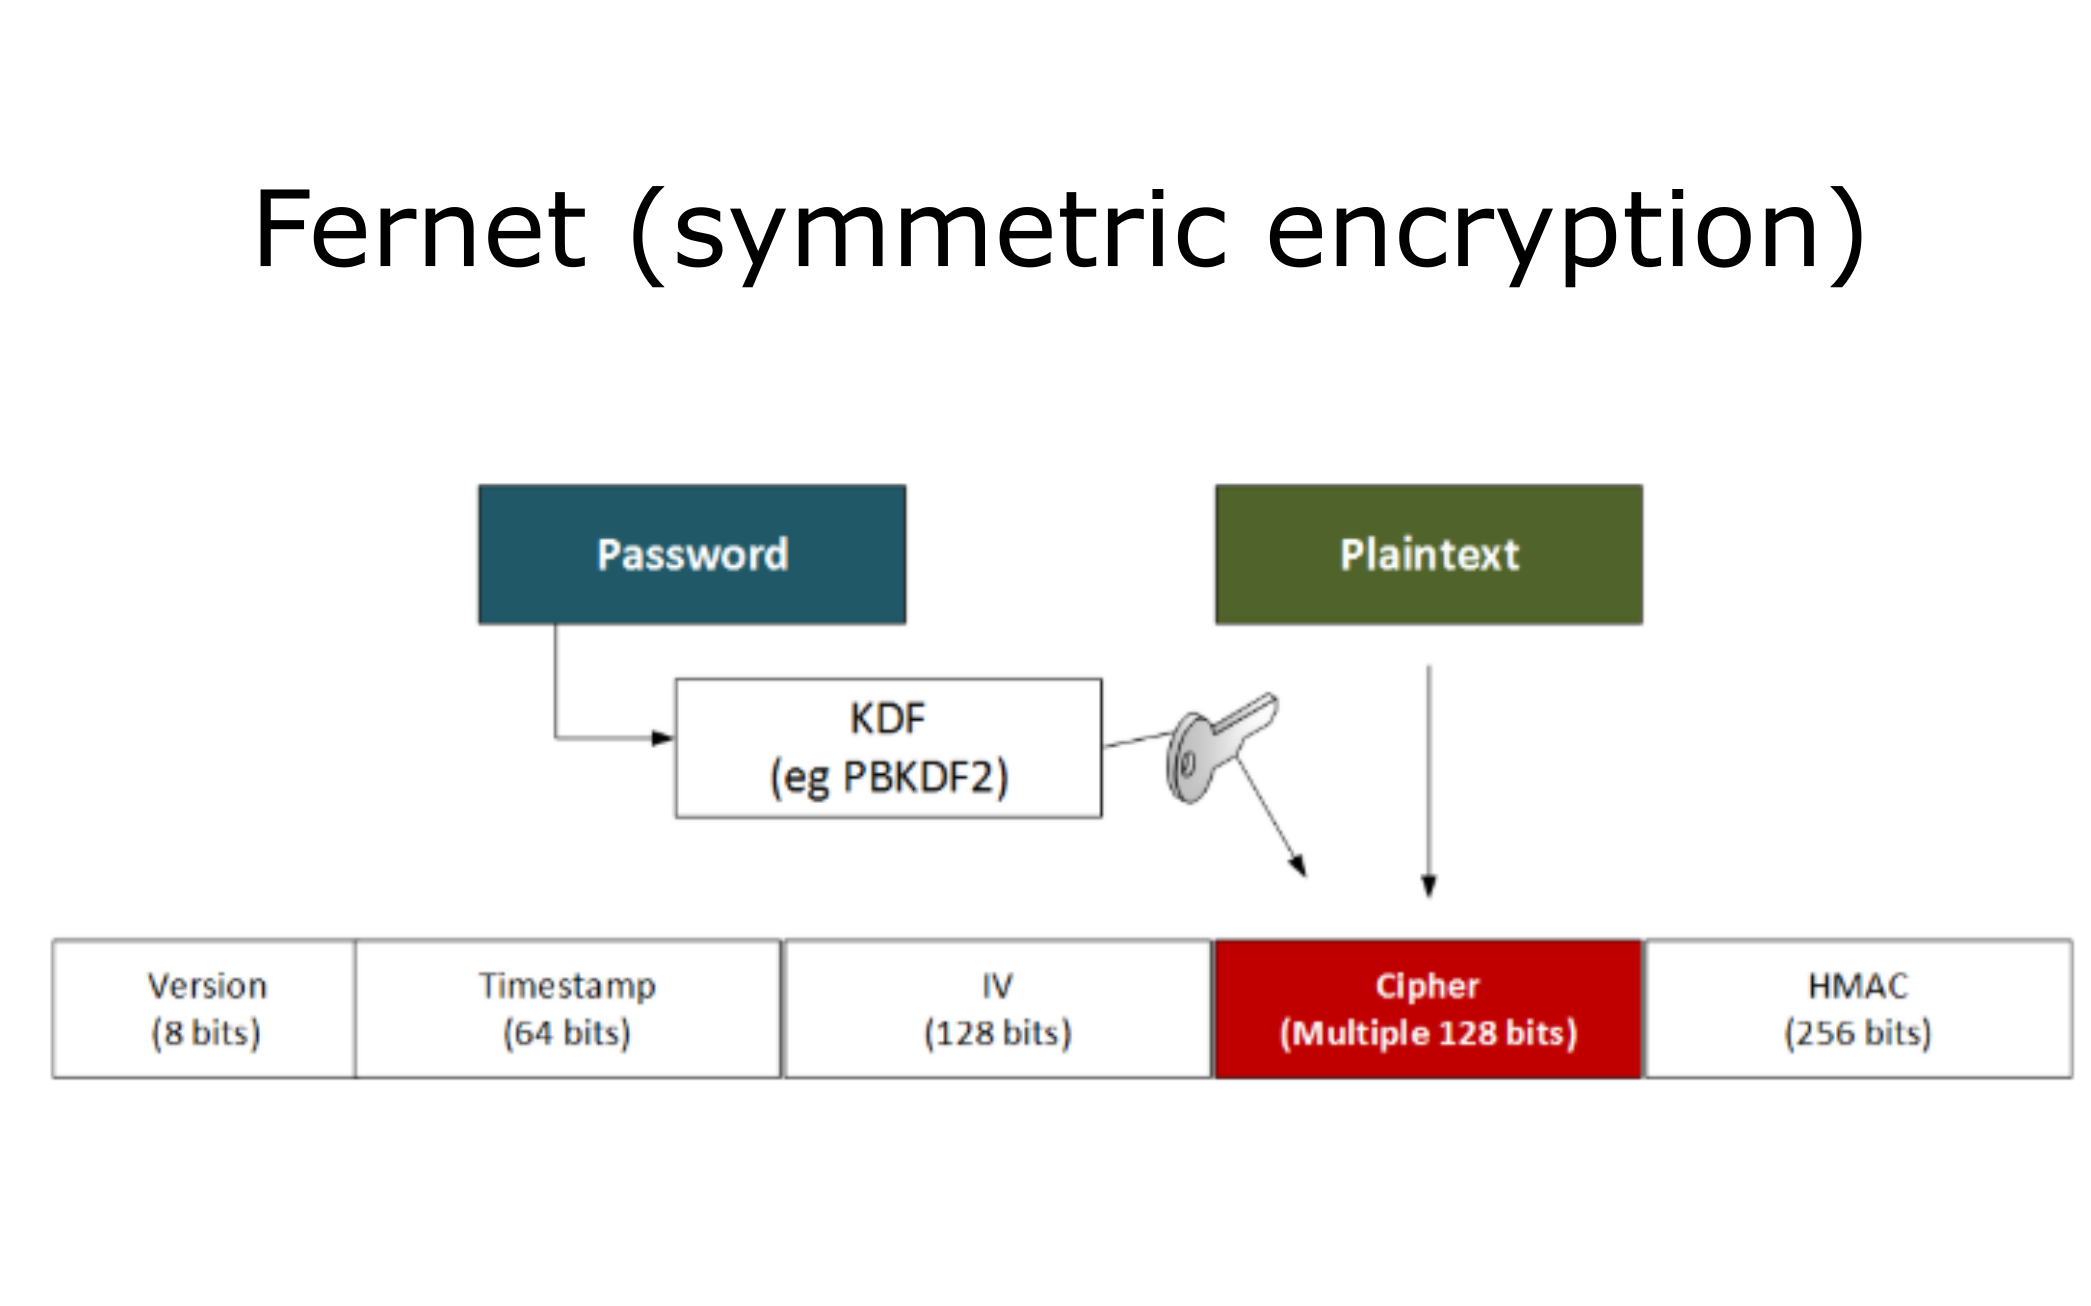 Fernet (symmetric encryption)
Password
Plaintext
KDF
(eg PBKDF2)
Version
(8 bits)
Timestamp
(64 bits)
IV
(128 bits)
Cipher
(Multiple 128 bits)
HMAC
(256 bits)